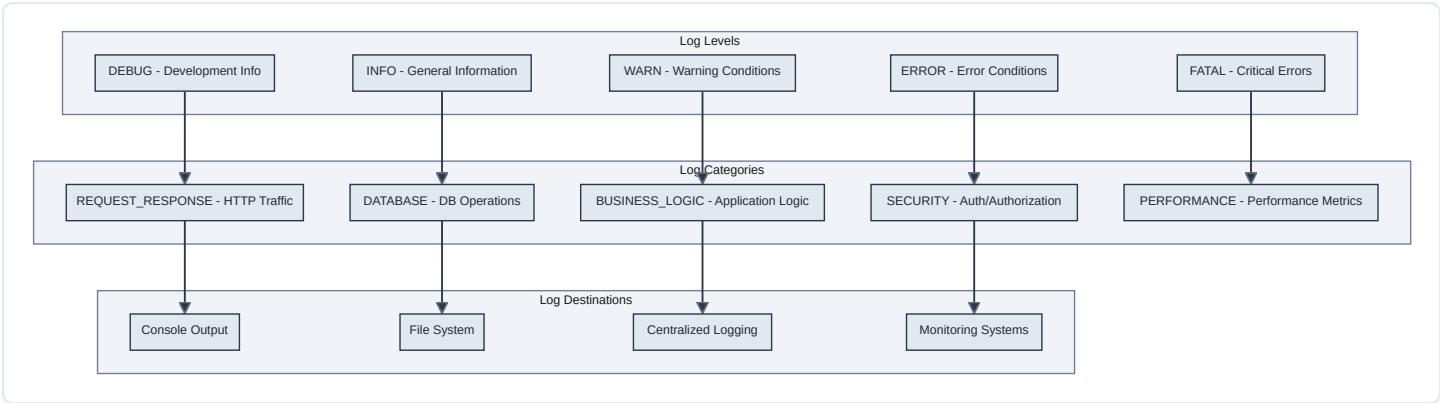 Log Levels
DEBUG - Development Info
INFO - General Information
WARN - Warning Conditions
ERROR - Error Conditions
FATAL - Critical Errors
Log Categories
REQUEST_RESPONSE - HTTP Traffic
DATABASE - DB Operations
BUSINESS_LOGIC - Application Logic
SECURITY - Auth/Authorization
PERFORMANCE - Performance Metrics
Log Destinations
Console Output
File System
Centralized Logging
Monitoring Systems